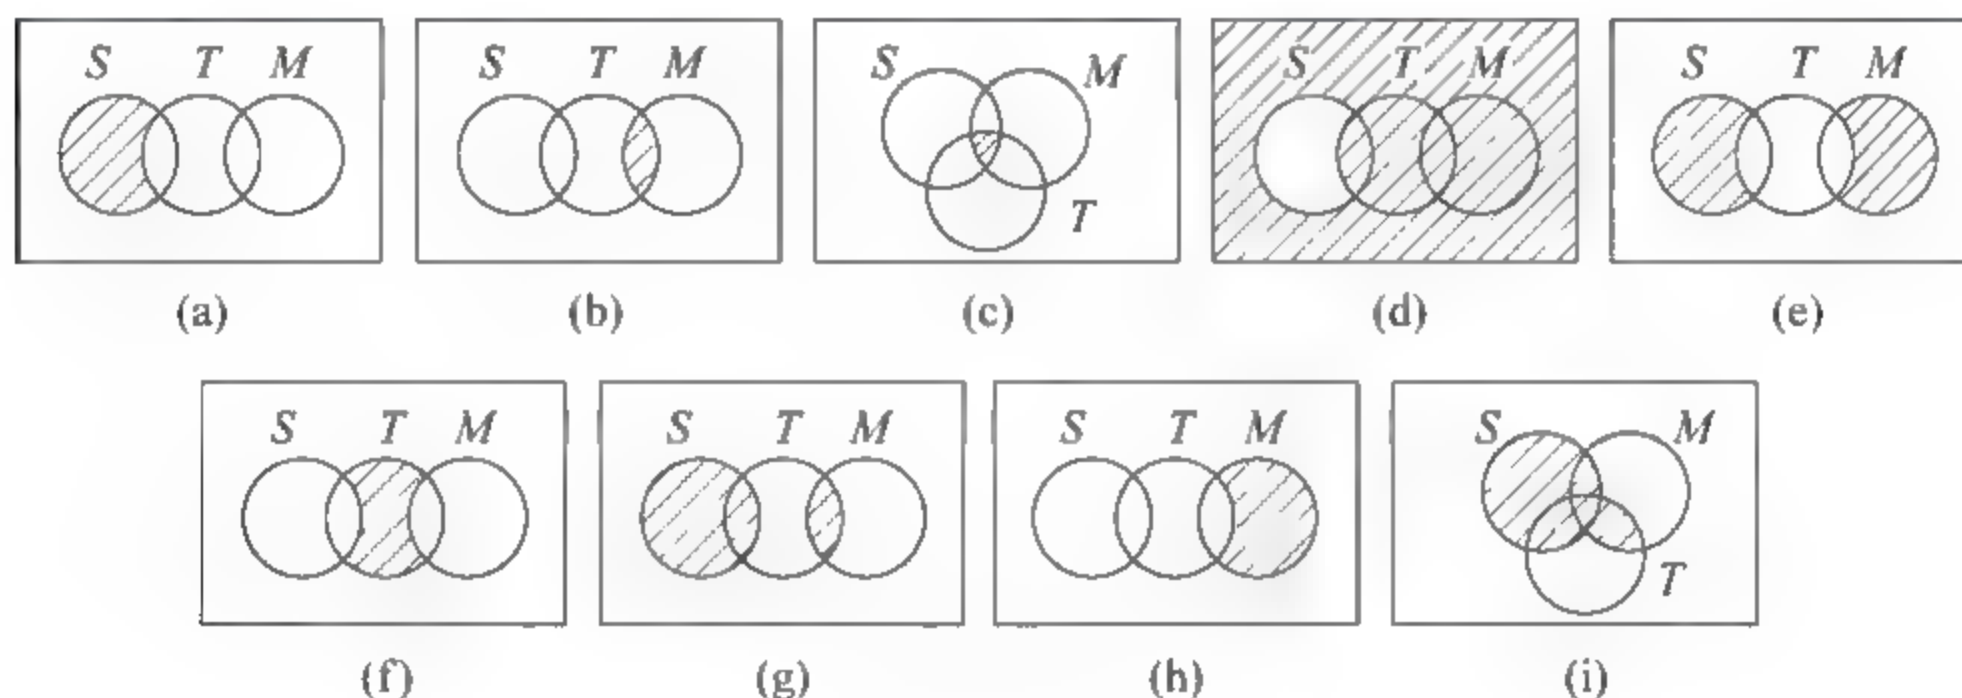 S T M
S T M
S M
T
S T M
S T M
(a) (b) (c) (d) (e)
S T M
S T M
S T M
S M
T
(f) (g) (h) (i)